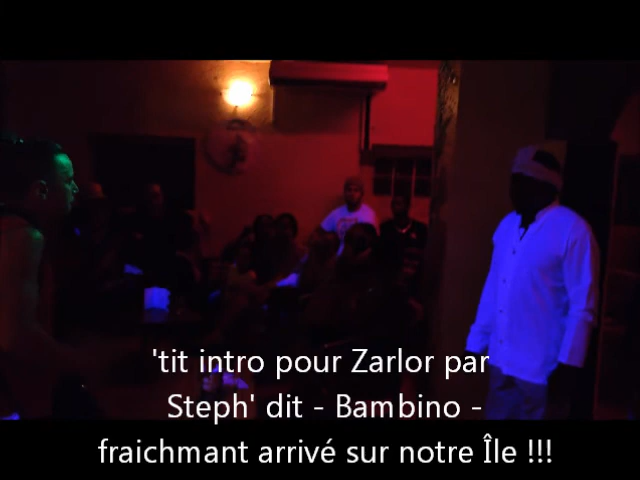 'tit intro pour Zarlor par
Steph' dit - Bambino -
fraichmant arrivé sur notre Île !!!